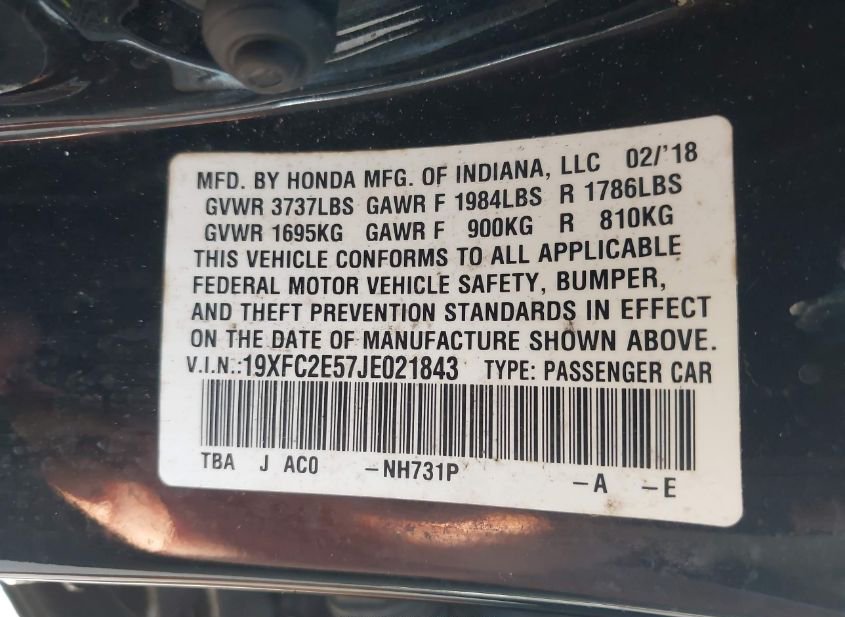 MFD. BY HONDA MFG. OF INDIANA, LLC 02/'18
GVWR 3737LBS GAWR F 1984LBS R 1786LBS
GVWR 1695KG GAWR F 900KG R 810KG
THIS VEHICLE CONFORMS TO ALL APPLICABLE
FEDERAL MOTOR VEHICLE SAFETY, BUMPER,
AND THEFT PREVENTION STANDARDS IN EFFECT
ON THE DATE OF MANUFACTURE SHOWN ABOVE.
V.I.N.:19XFC2E57JE021843 TYPE: PASSENGER CAR
TBA J AC0 -NH731P -A -E